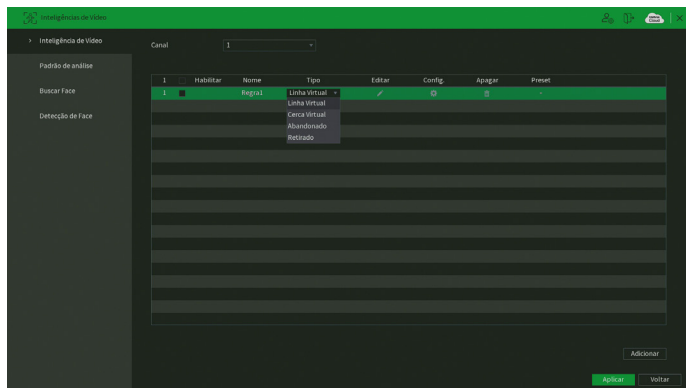 Inteligências de Vídeo
Inteligência de Vídeo
Padrão de análise
Buscar Face
Detecção de Face
Canal 1
1 Habilitar Nome Tipo Editar Config. Apagar Preset
1 Regra1 Linha Virtual -
Linha Virtual
Cerca Virtual
Abandonado
Retirado
Adicionar
Aplicar Voltar